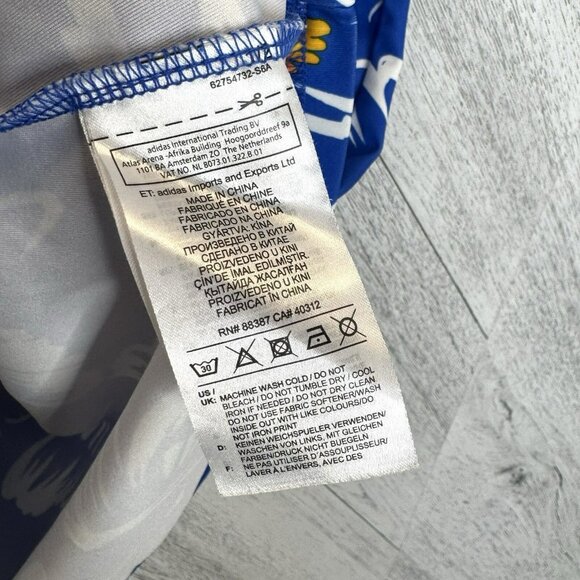 62754732-S6A
adidas International Trading BV
Atlas Arena -Afrika Building Hoogoorddreef 9a
1101 BA Amsterdam ZO The Netherlands
VAT NO NL 8073.01.322.B.01
ET: adidas Imports and Exports Ltd
MADE IN CHINA
FABRIQUÉ EN CHINE
FABRICADO EN CHINA
FABRICADO NA CHINA
GYÁRTVA: KÍNA
ПРОИЗВЕДЕНО В КИТАЙ
СДЕЛАНО В КИТАЕ
PROIZVEDENO U KINI
ÇİN'DE İMAL EDİLMİŞTİR.
ҚЫТАЙДА ЖАСАЛҒАН
PROIZVEDENO U KINI
FABRICAT ÎN CHINA
RN# 88387 CA# 40312
30
US / UK: MACHINE WASH COLD / DO NOT
BLEACH / DO NOT TUMBLE DRY / COOL
IRON IF NEEDED / DO NOT DRY CLEAN
DO NOT USE FABRIC SOFTENER/WASH
INSIDE OUT WITH LIKE COLOURS/DO
NOT IRON PRINT
D: KEINEN WEICHSPUELER VERWENDEN/
WASCHEN VON LINKS, MIT GLEICHEN
FARBEN/DRUCK NICHT BUEGELN
F: NE PAS UTILISER D'ASSOUPLISSEUR/
LAVER À L'ENVERS, AVEC DES